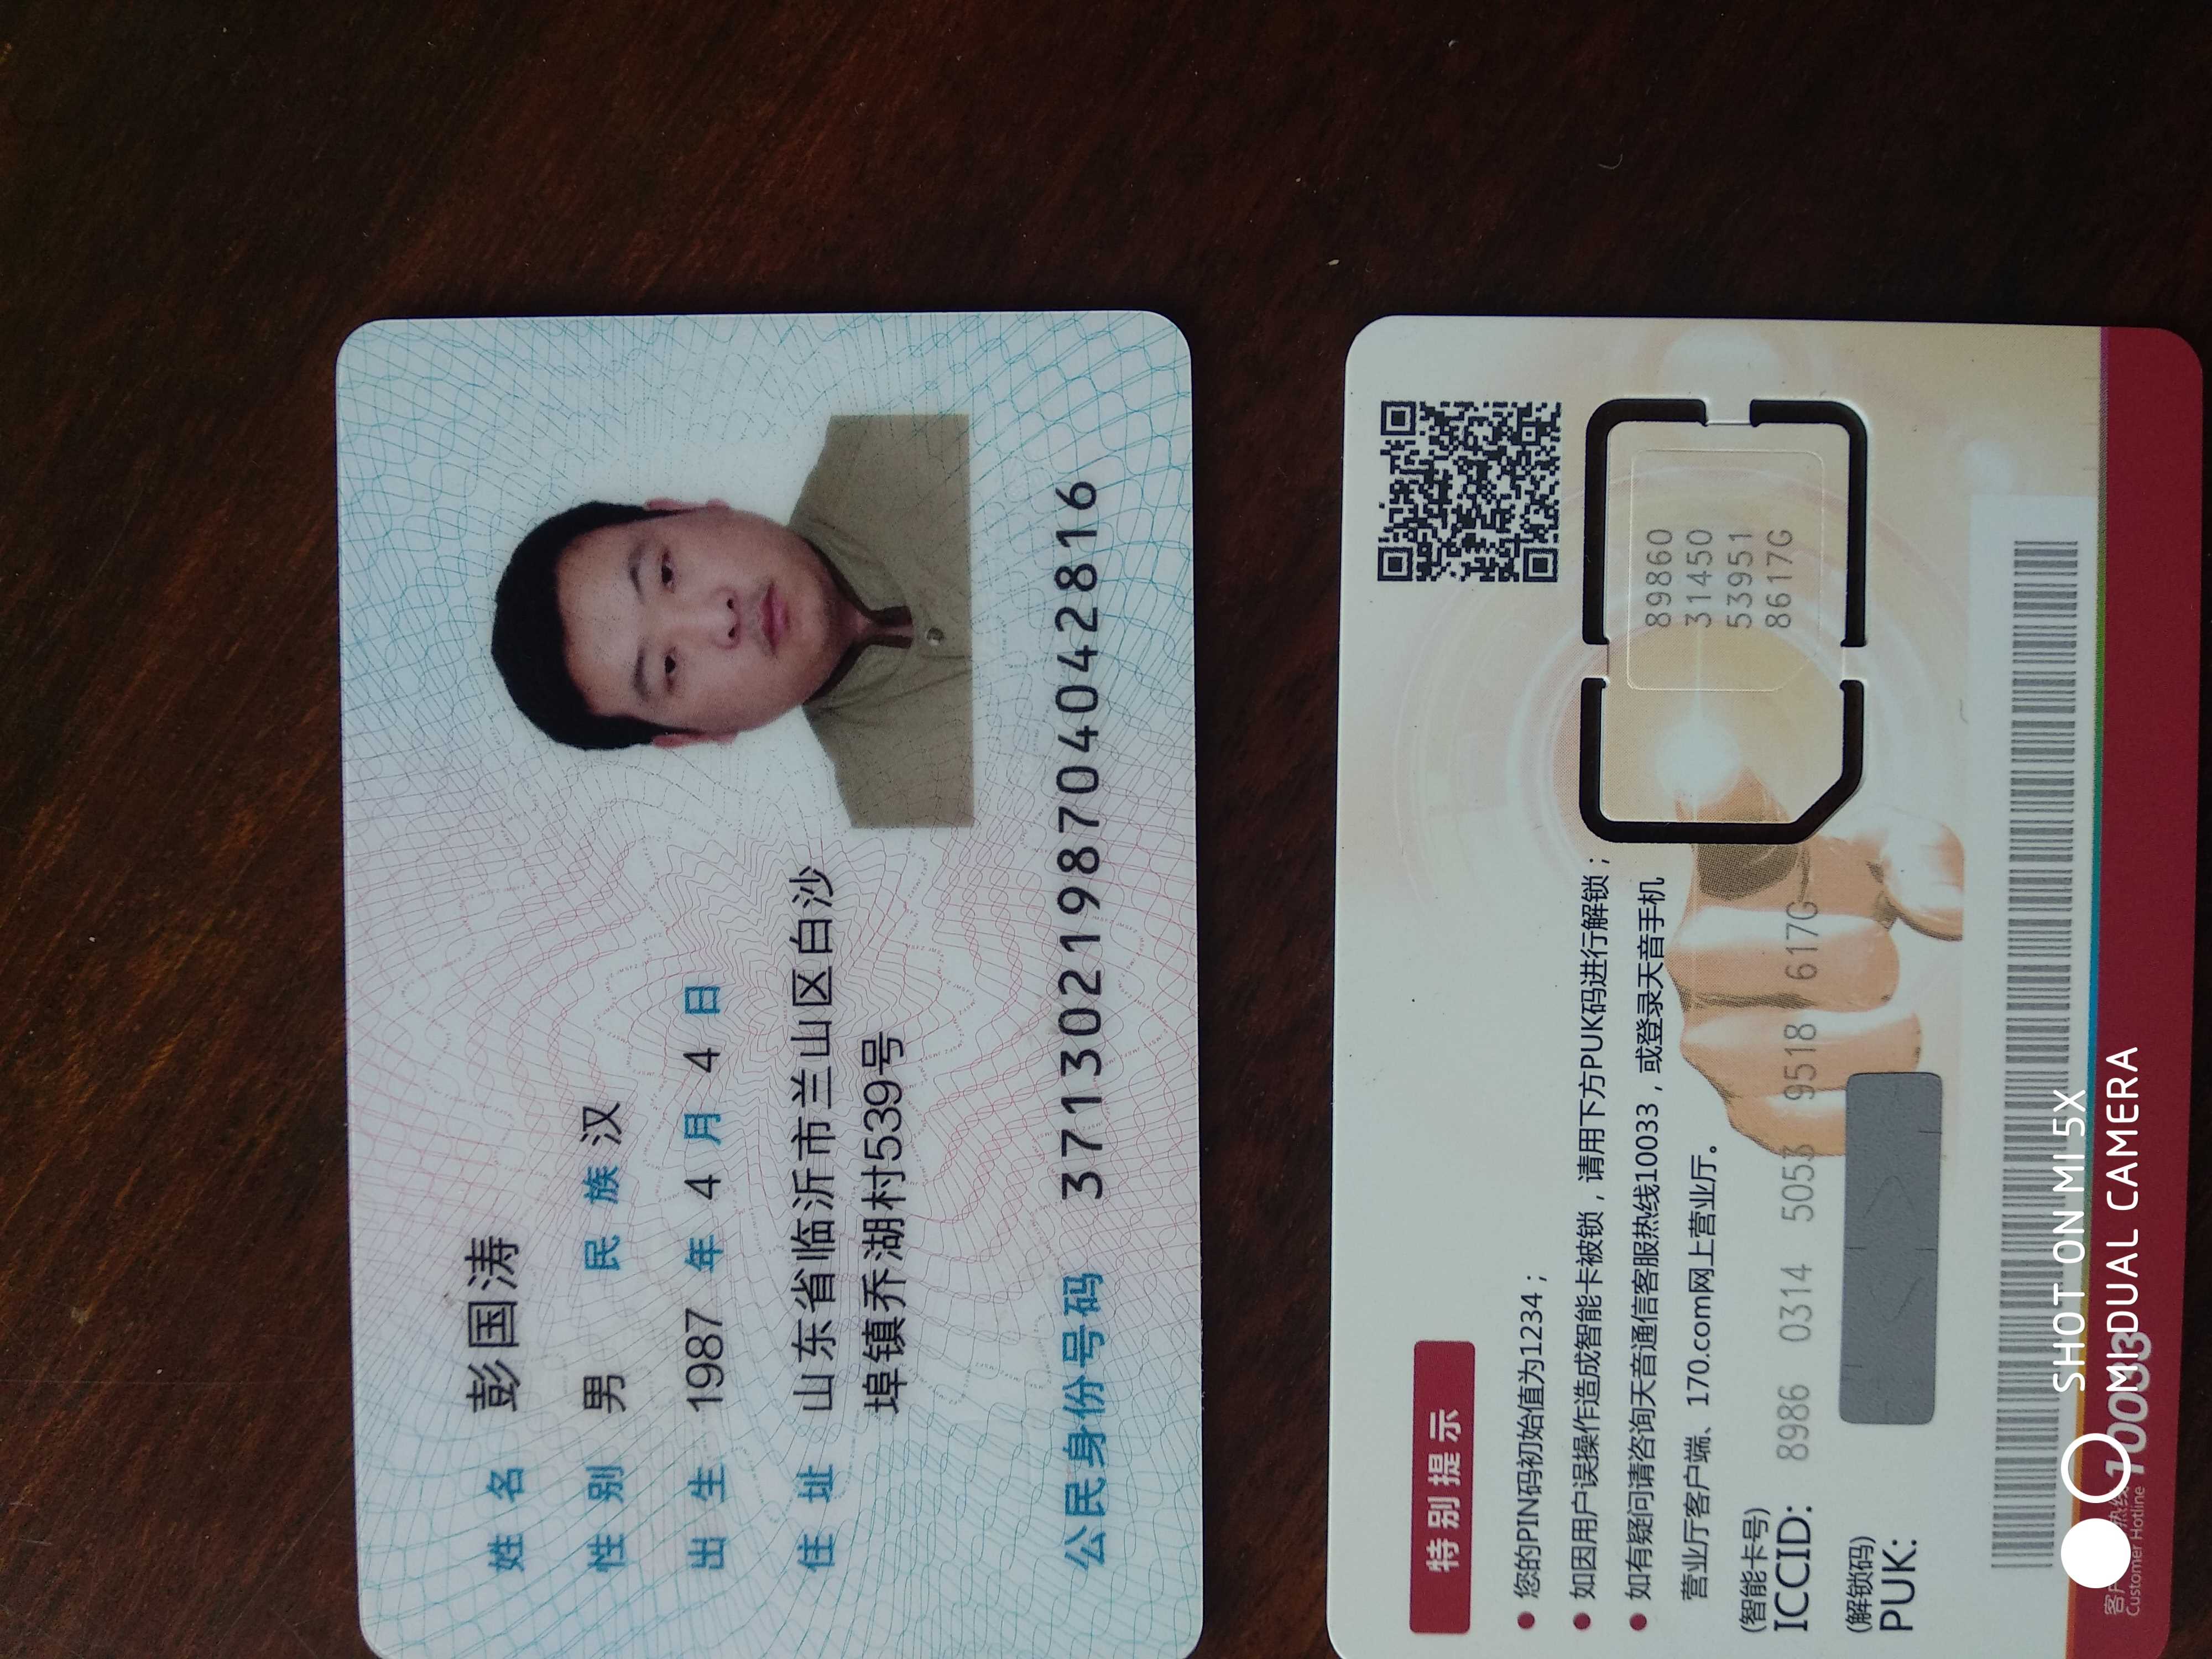 姓名 彭国涛
性别 男 民族 汉
出生 1987 年 4 月 4 日
住址 山东省临沂市兰山区白沙
埠镇乔湖村539号
公民身份号码 371302198704042816
特别提示
您的PIN码初始值为1234；
如因用户误操作造成智能卡被锁，请用下方PUK码进行解锁；
如有疑问请咨询天音通信客服热线10033，或登录天音手机
营业厅客户端、170.com网上营业厅。
(智能卡号)
ICCID: 8986 0314 5053 9518 617G
(解锁码)
PUK:
89860
31450
53951
8617G
SHOT ON MI 5X
MI DUAL CAMERA
客户 热线
Customer Hotline 10033